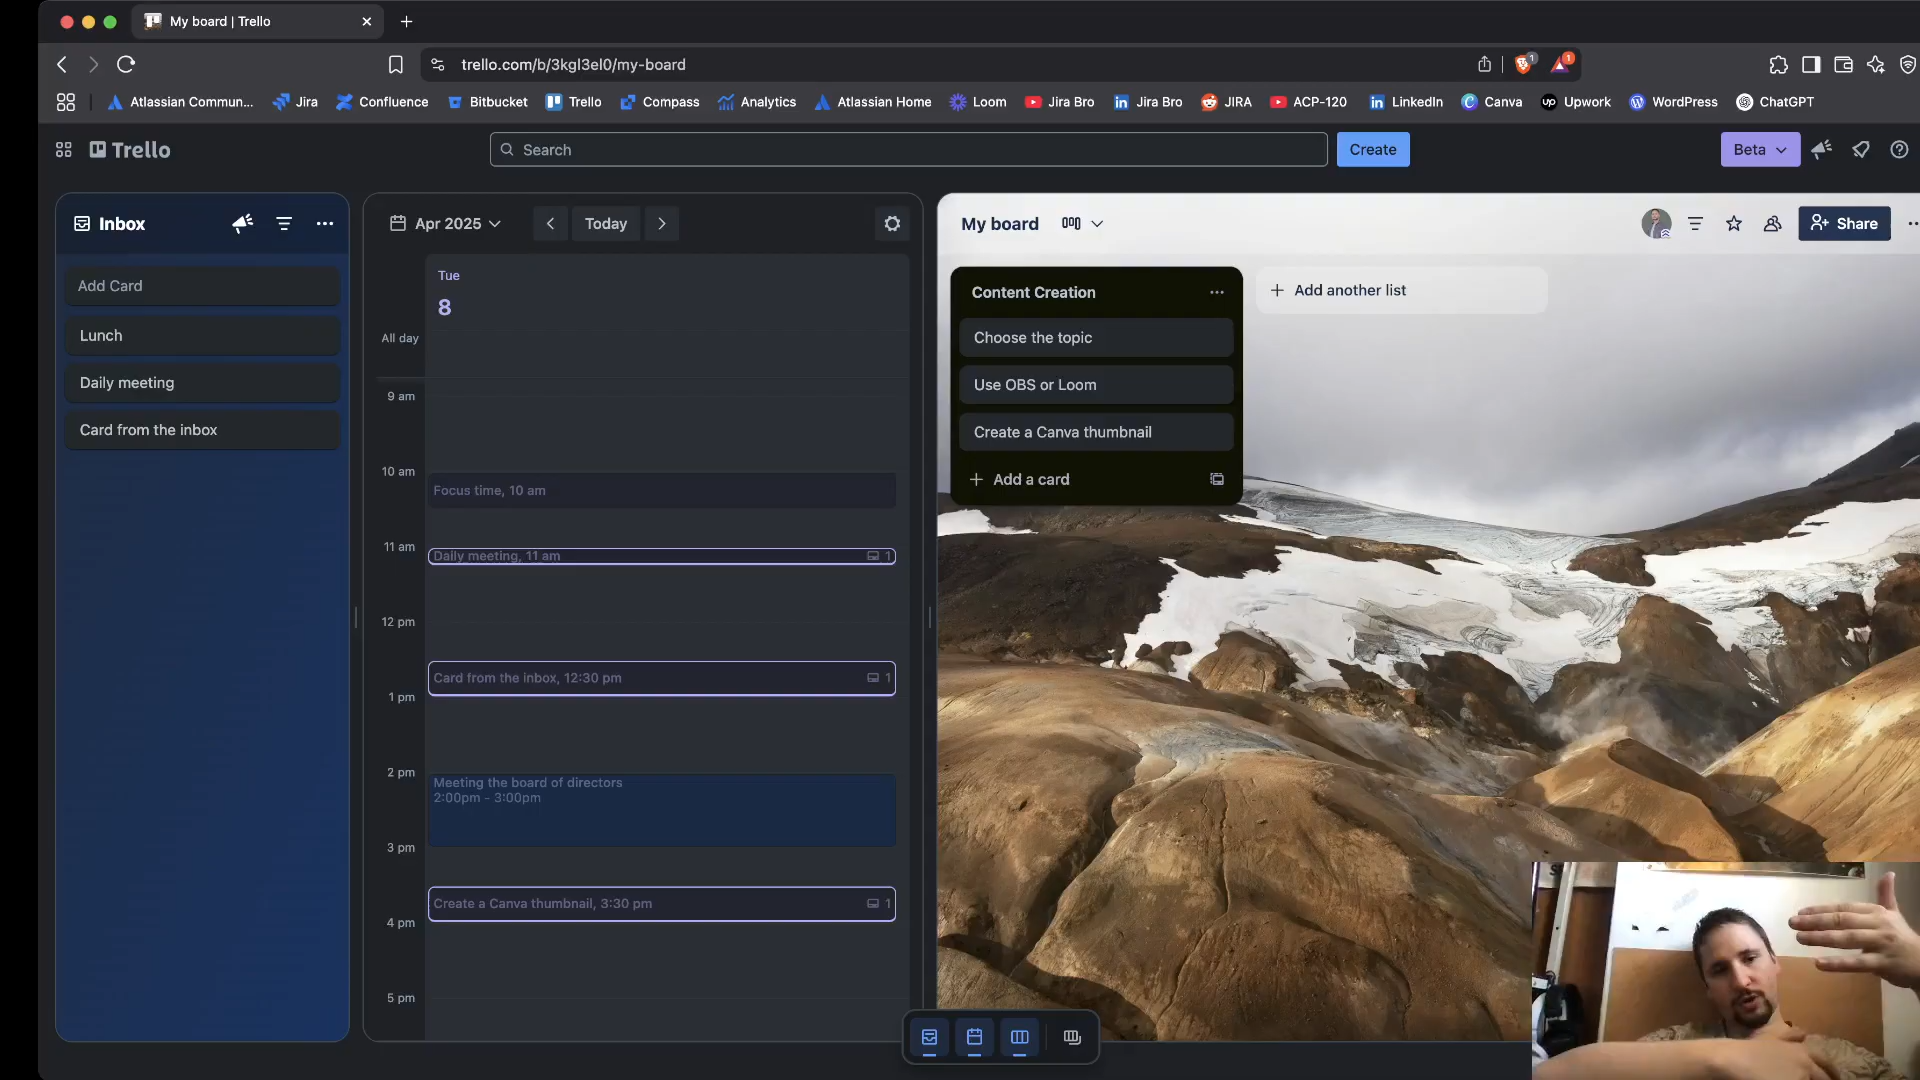 My board | Trello
trello.com/b/3kgl3el0/my-board
1
1
Atlassian Commun...
Jira
Confluence
Bitbucket
Trello
Compass
Analytics
Atlassian Home
Loom
Jira Bro
Jira Bro
JIRA
ACP-120
LinkedIn
Canva
up
Upwork
WordPress
ChatGPT
Trello
Search
Create
Beta
Inbox
Add Card
Lunch
Daily meeting
Card from the inbox
Apr 2025
Today
Tue
8
All day
9 am
10 am
Focus time, 10 am
11 am
Daily meeting, 11 am
1
12 pm
Card from the inbox, 12:30 pm
1
1 pm
2 pm
Meeting the board of directors
2:00pm - 3:00pm
3 pm
Create a Canva thumbnail, 3:30 pm
1
4 pm
5 pm
My board
Share
Content Creation
Choose the topic
Use OBS or Loom
Create a Canva thumbnail
Add a card
Add another list